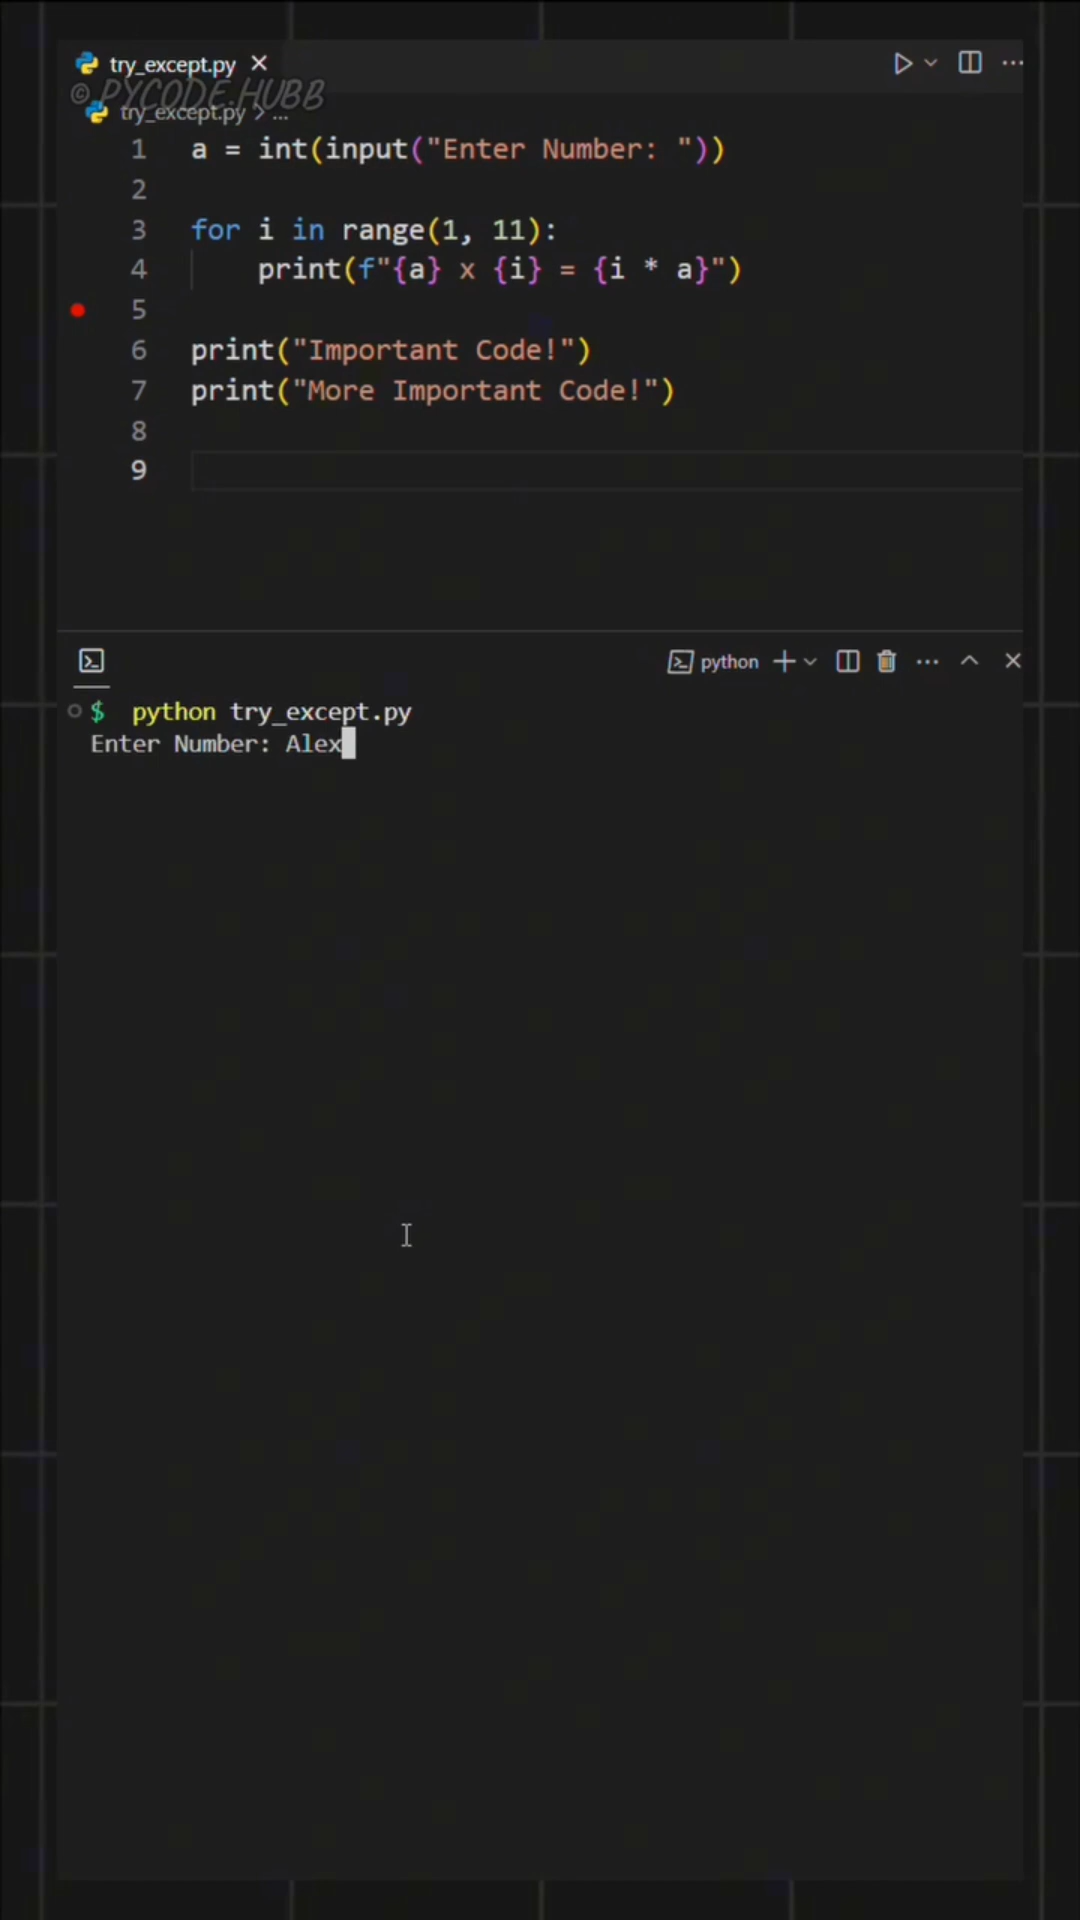 try_except.py
© PYCODE.HUBB
try_except.py > ...
1 a = int(input("Enter Number: "))
2
3 for i in range(1, 11):
4     print(f"{a} x {i} = {i * a}")
5
6 print("Important Code!")
7 print("More Important Code!")
8
9
python
$ python try_except.py
Enter Number: Alex